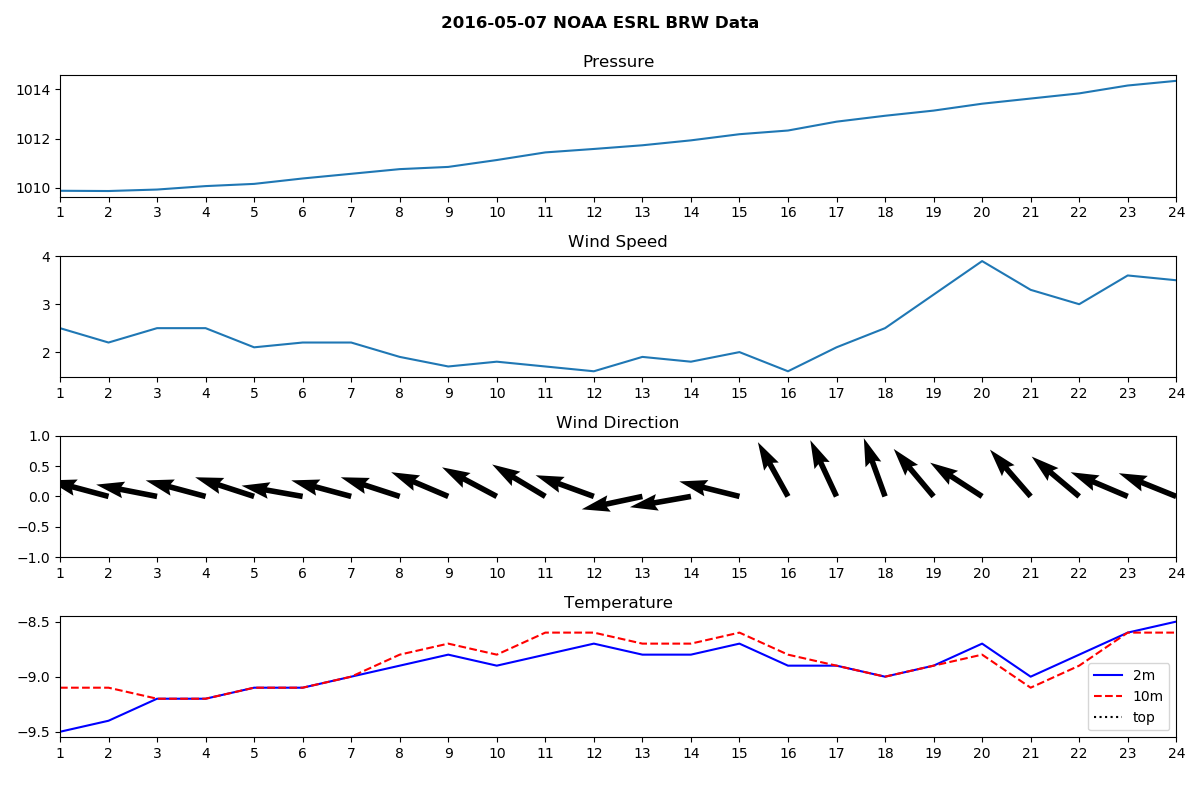 2016-05-07 NOAA ESRL BRW Data
Pressure
1014
1012
1010
1 2 3 4 5 6 7 8 9 10 11 12 13 14 15 16 17 18 19 20 21 22 23 24
Wind Speed
4
3
2
1 2 3 4 5 6 7 8 9 10 11 12 13 14 15 16 17 18 19 20 21 22 23 24
Wind Direction
1.0
0.5
0.0
−0.5
−1.0
1 2 3 4 5 6 7 8 9 10 11 12 13 14 15 16 17 18 19 20 21 22 23 24
Temperature
−8.5
−9.0
−9.5
2m
10m
top
1 2 3 4 5 6 7 8 9 10 11 12 13 14 15 16 17 18 19 20 21 22 23 24